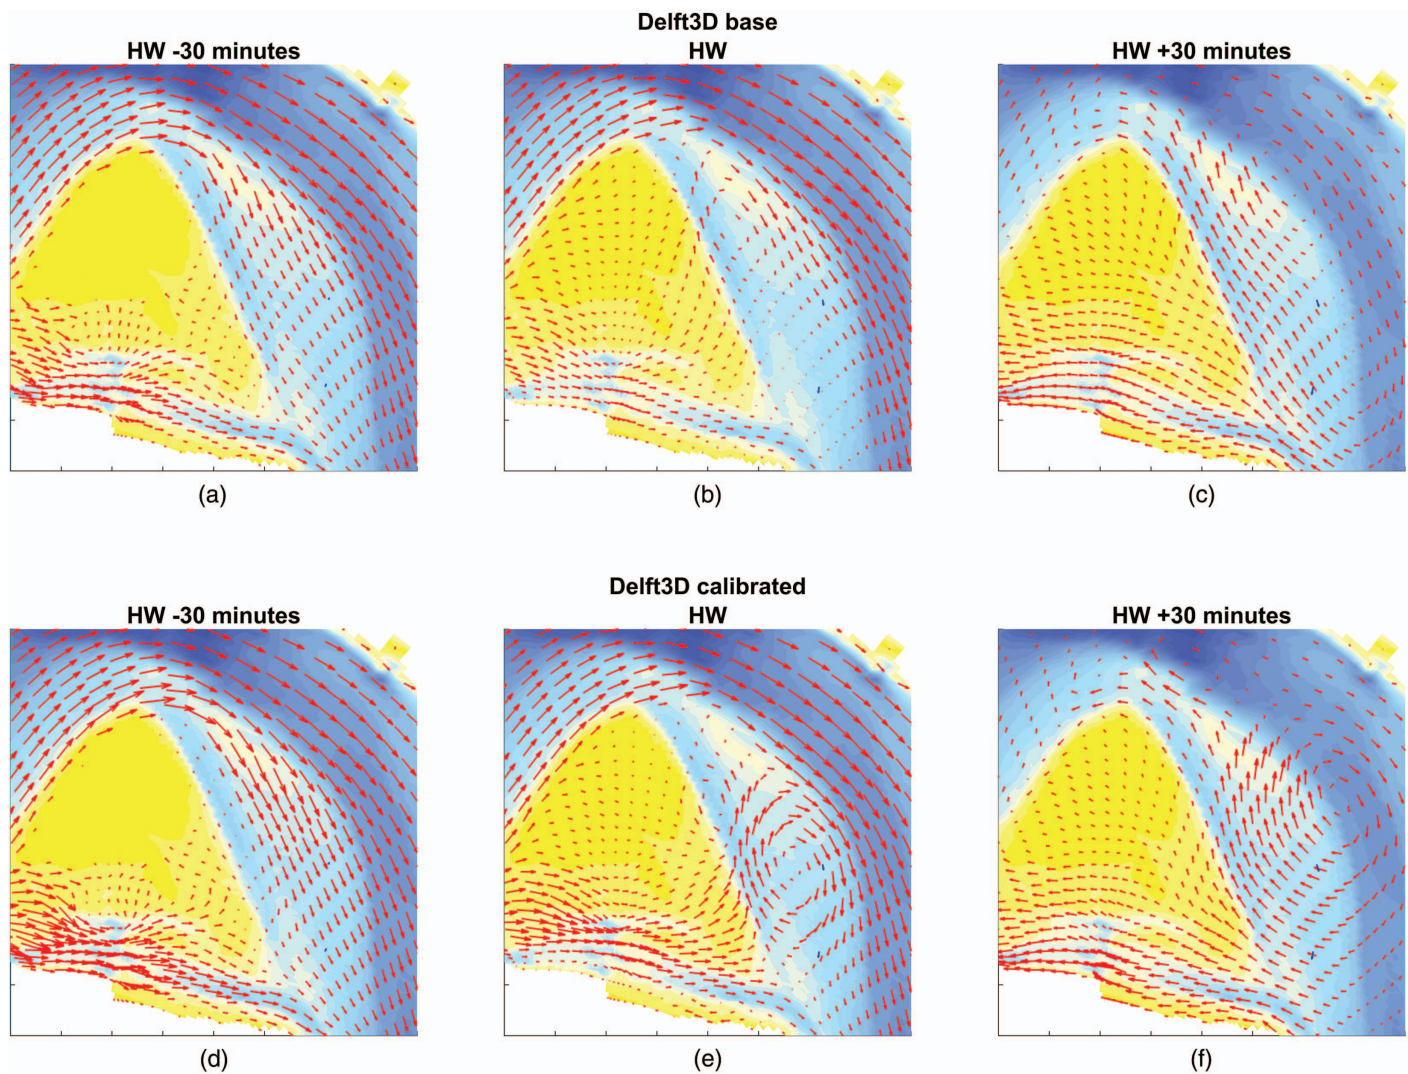 Delft3D base
HW -30 minutes
HW
HW +30 minutes
(a)
(b)
(c)
Delft3D calibrated
HW -30 minutes
HW
HW +30 minutes
(d)
(e)
(f)